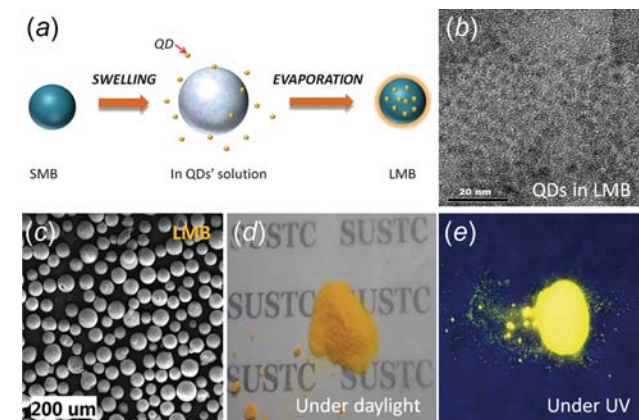 (a)
QD
SWELLING
EVAPORATION
SMB
In QDs' solution
LMB
(b)
20 nm
QDs in LMB
(c)
LMB
200 um
(d)
SUSTC SUSTC
SUSTC SUSTC
SUSTC SUSTC
Under daylight
(e)
Under UV